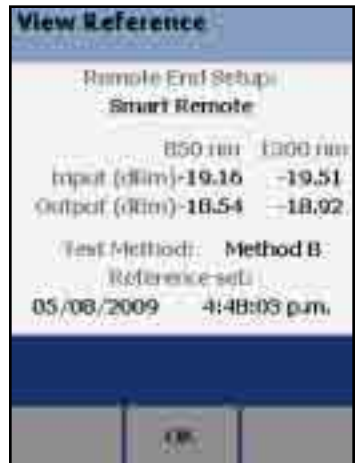 View Reference
Remote End Setup:
Smart Remote
850 nm 1300 nm
Input (dBm) -19.16 -19.51
Output (dBm) -18.54 -18.92
Test Method: Method B
Reference set:
05/08/2009 4:48:03 p.m.
OK